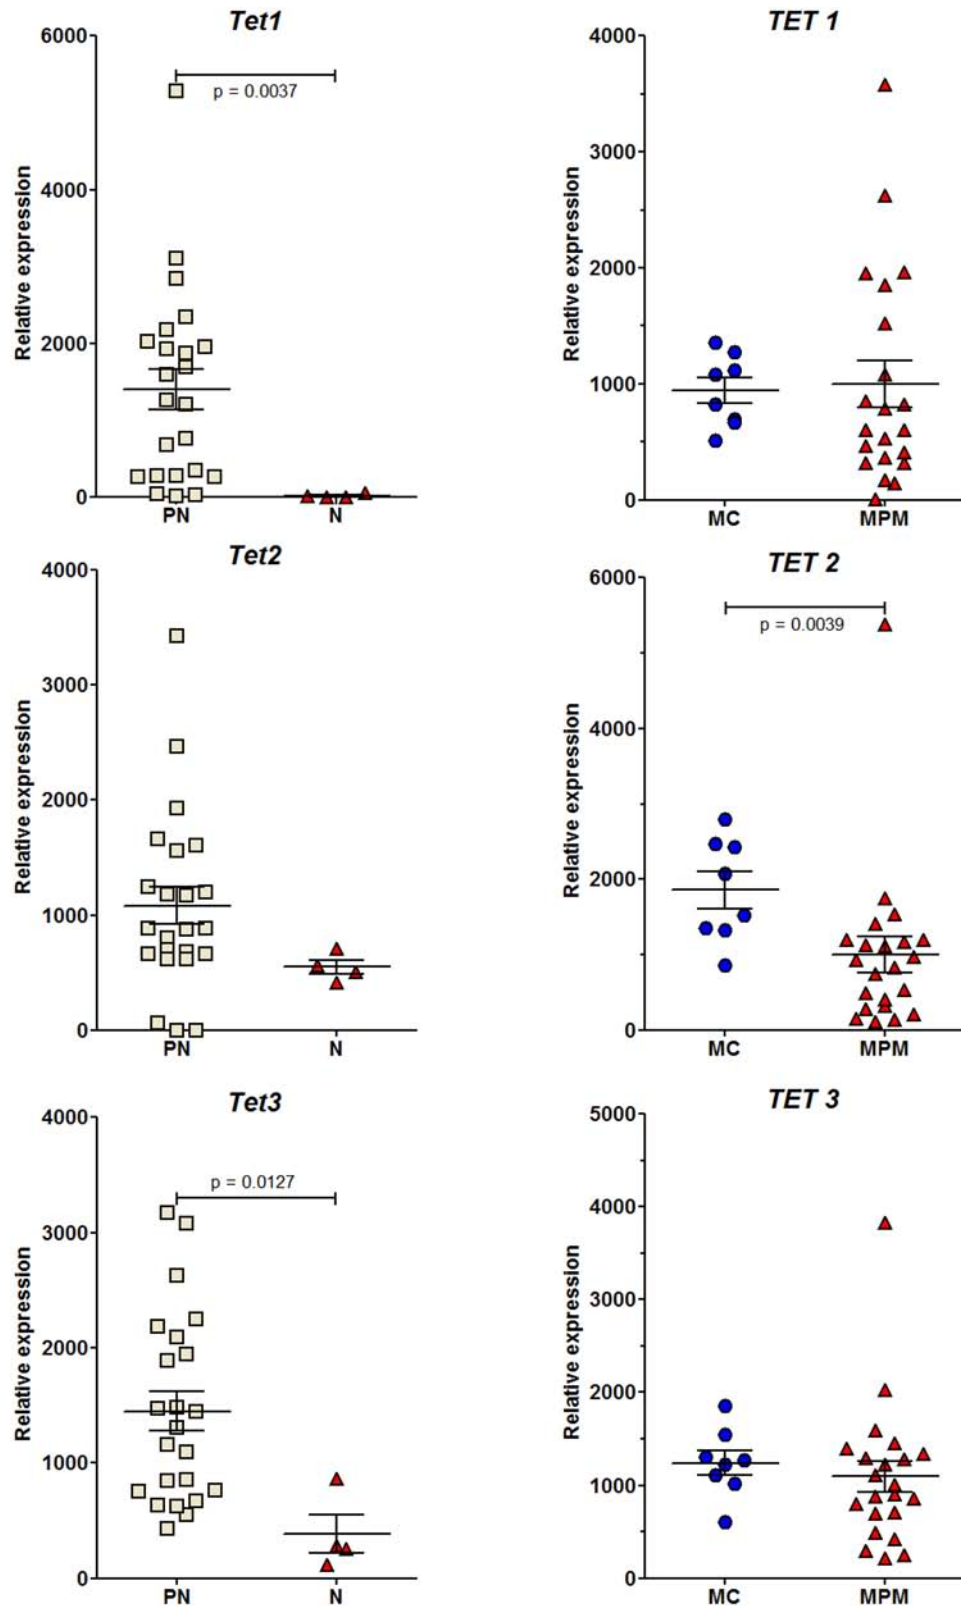 Tet1
6000
4000
2000
0
Relative expression
p = 0.0037
PN N
TET 1
4000
3000
2000
1000
0
Relative expression
MC MPM
Tet2
4000
3000
2000
1000
0
Relative expression
PN N
TET 2
6000
4000
2000
0
Relative expression
p = 0.0039
MC MPM
Tet3
4000
3000
2000
1000
0
Relative expression
p = 0.0127
PN N
TET 3
5000
4000
3000
2000
1000
0
Relative expression
MC MPM